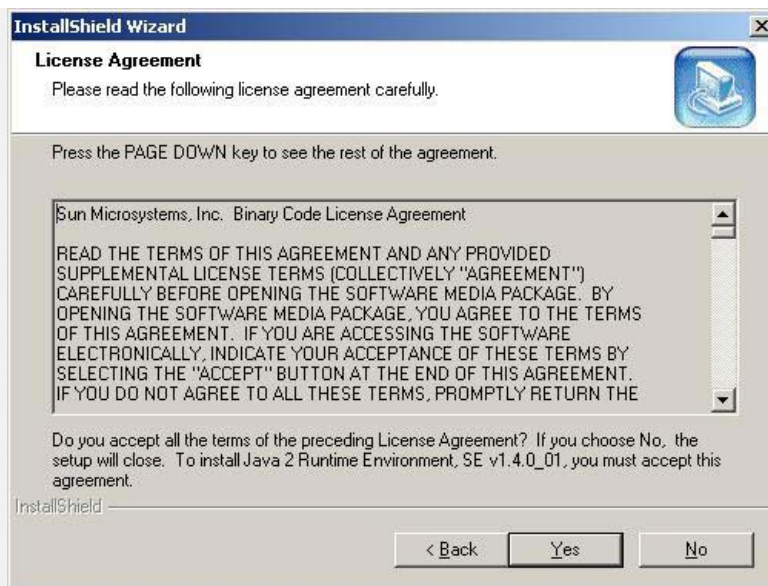 InstallShield Wizard
License Agreement
Please read the following license agreement carefully.
Press the PAGE DOWN key to see the rest of the agreement.
Sun Microsystems, Inc.  Binary Code License Agreement
READ THE TERMS OF THIS AGREEMENT AND ANY PROVIDED
SUPPLEMENTAL LICENSE TERMS (COLLECTIVELY "AGREEMENT")
CAREFULLY BEFORE OPENING THE SOFTWARE MEDIA PACKAGE.  BY
OPENING THE SOFTWARE MEDIA PACKAGE, YOU AGREE TO THE TERMS
OF THIS AGREEMENT.  IF YOU ARE ACCESSING THE SOFTWARE
ELECTRONICALLY, INDICATE YOUR ACCEPTANCE OF THESE TERMS BY
SELECTING THE "ACCEPT" BUTTON AT THE END OF THIS AGREEMENT.
IF YOU DO NOT AGREE TO ALL THESE TERMS, PROMPTLY RETURN THE
Do you accept all the terms of the preceding License Agreement?  If you choose No,  the
setup will close.  To install Java 2 Runtime Environment, SE v1.4.0_01, you must accept this
agreement.
InstallShield
< Back
Yes
No